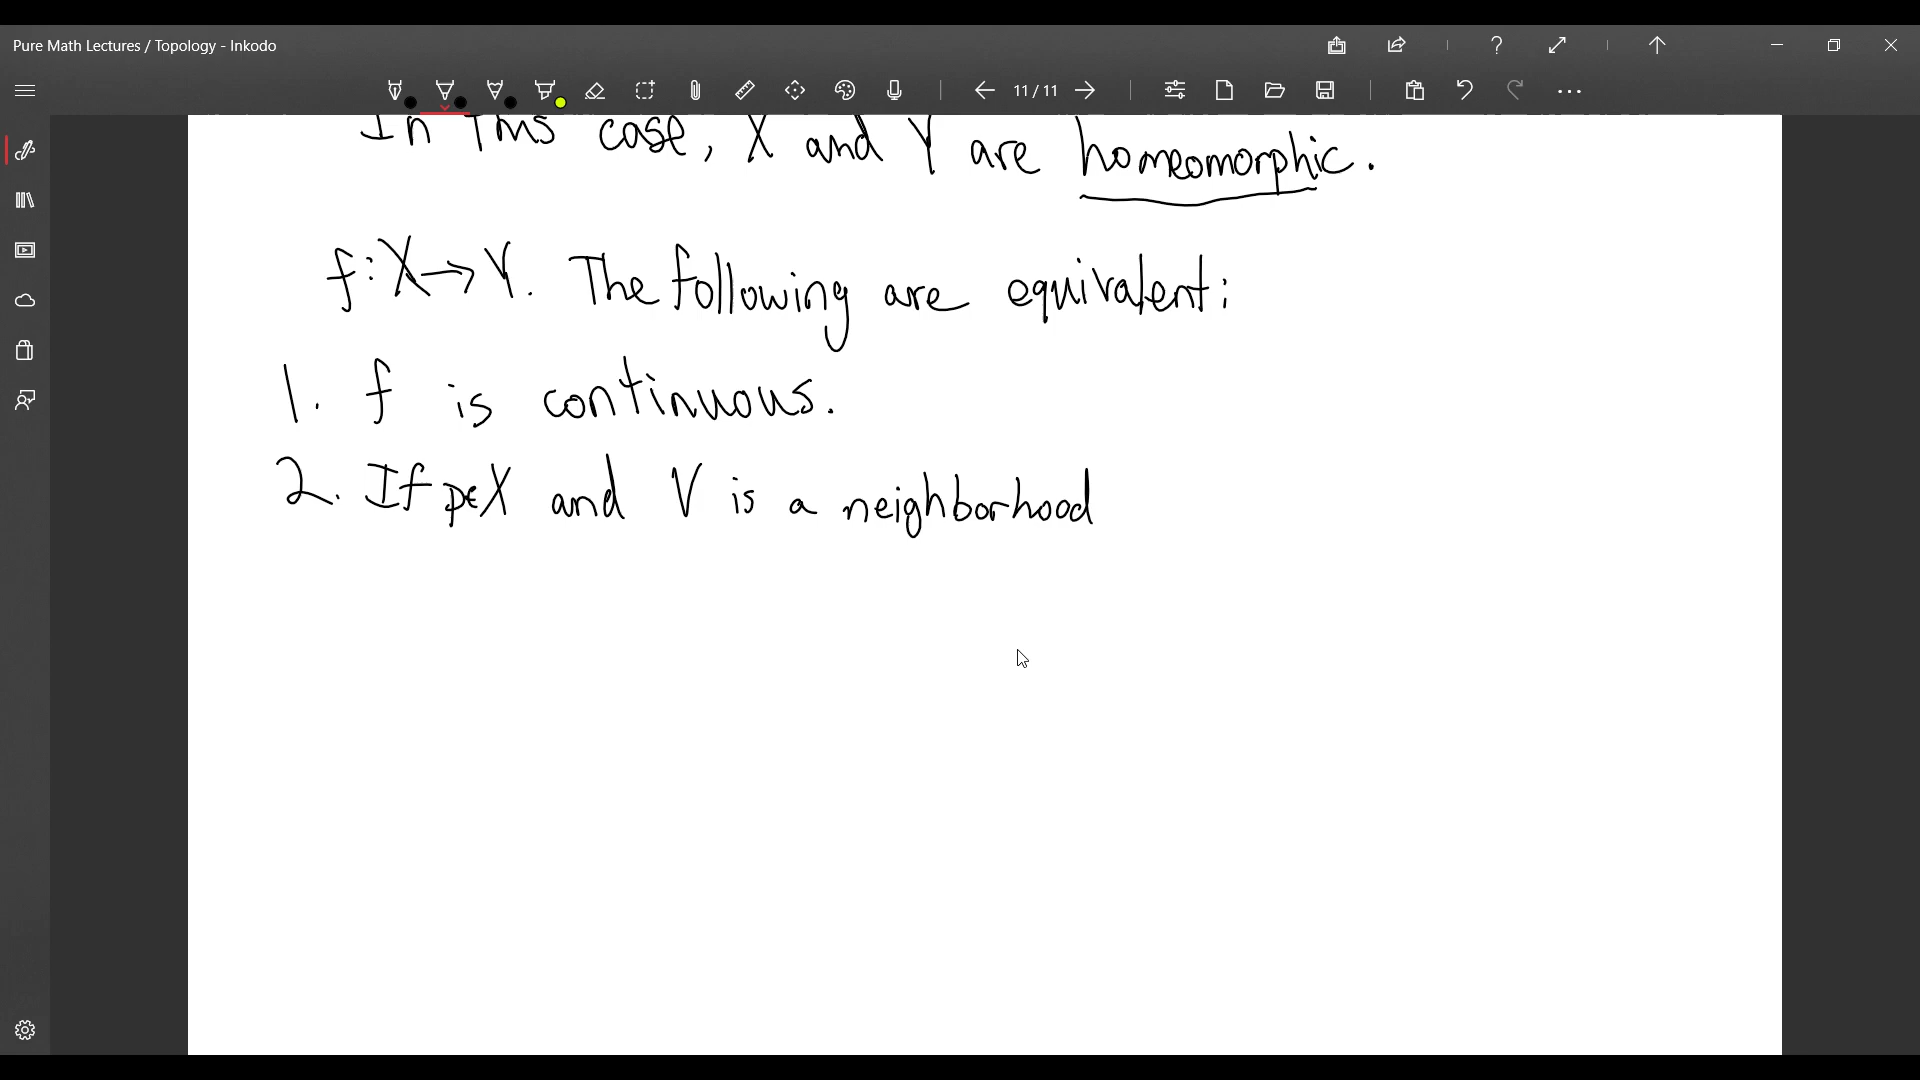 Pure Math Lectures / Topology - Inkodo
11 / 11
In this case, X and Y are homeomorphic.
f: X → Y. The following are equivalent:
1. f is continuous.
2. If p∈X and V is a neighborhood